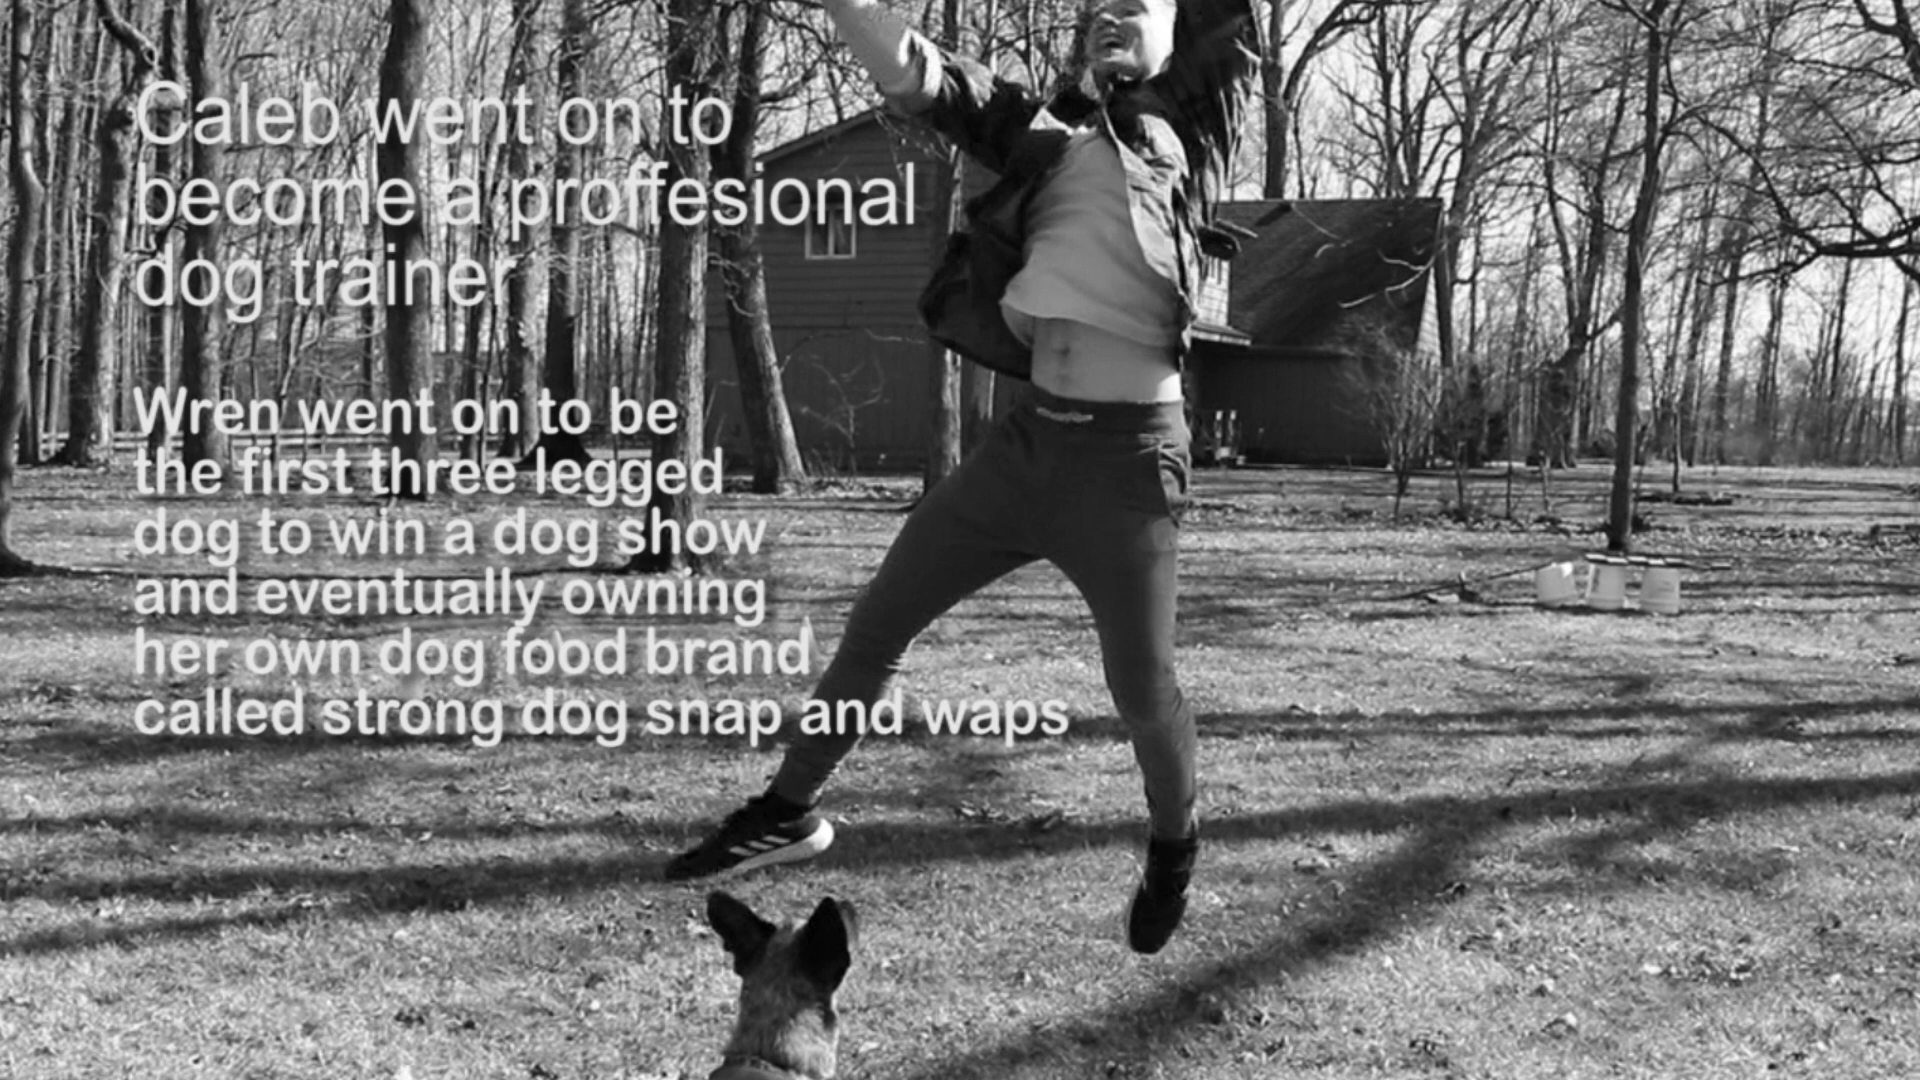 Caleb went on to
become a proffesional
dog trainer
Wren went on to be
the first three legged
dog to win a dog show
and eventually owning
her own dog food brand
called strong dog snap and waps